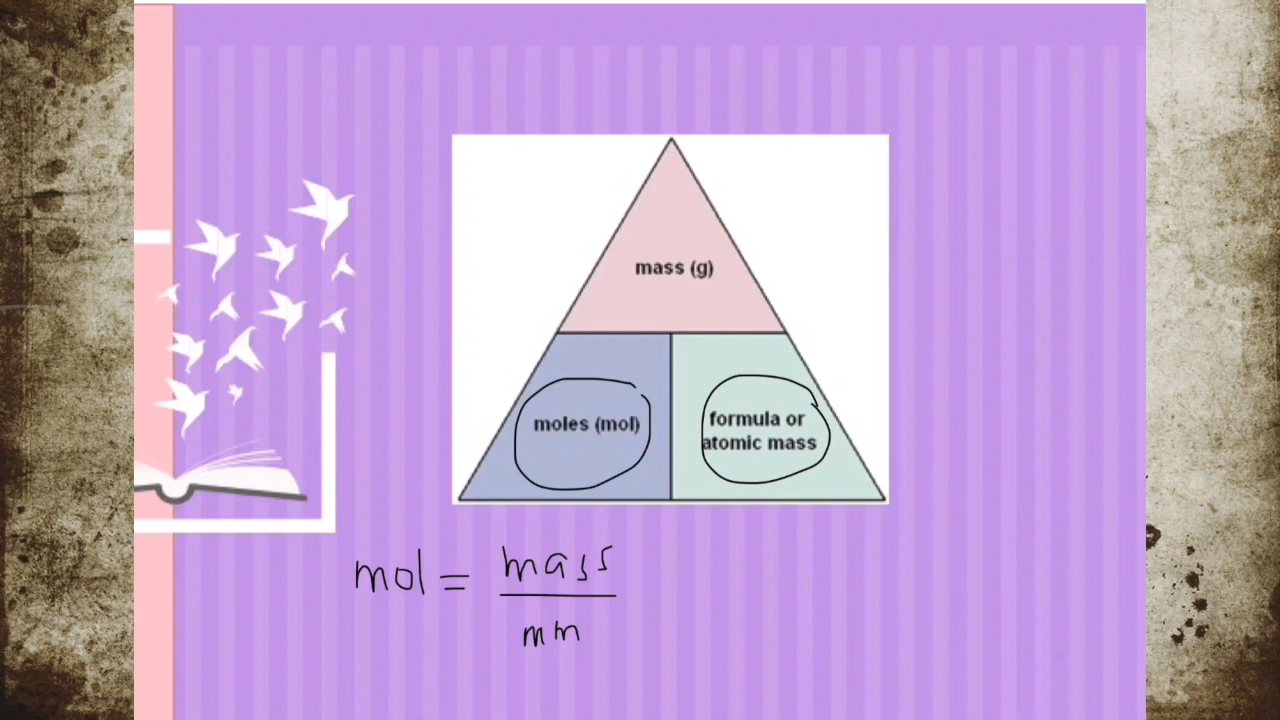 mass (g)
moles (mol)
formula or
atomic mass
mol = mass
mm